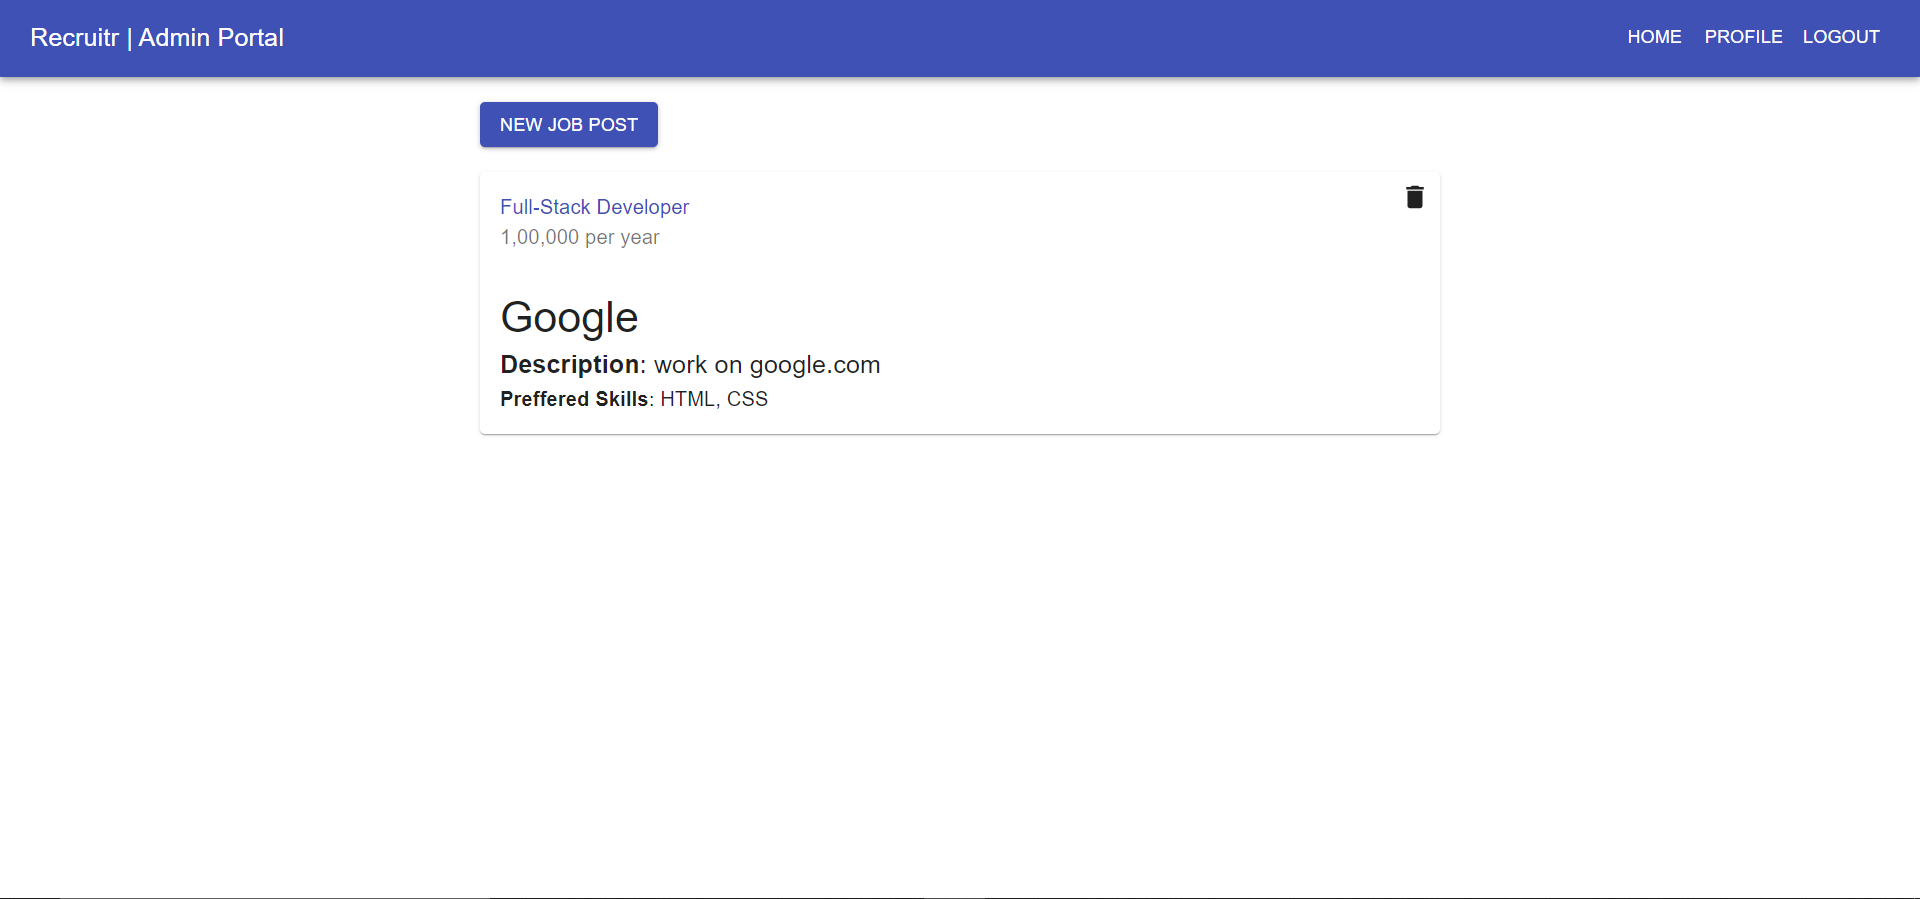 Recruitr | Admin Portal
HOME PROFILE LOGOUT
NEW JOB POST
Full-Stack Developer
1,00,000 per year
Google
Description: work on google.com
Preffered Skills: HTML, CSS